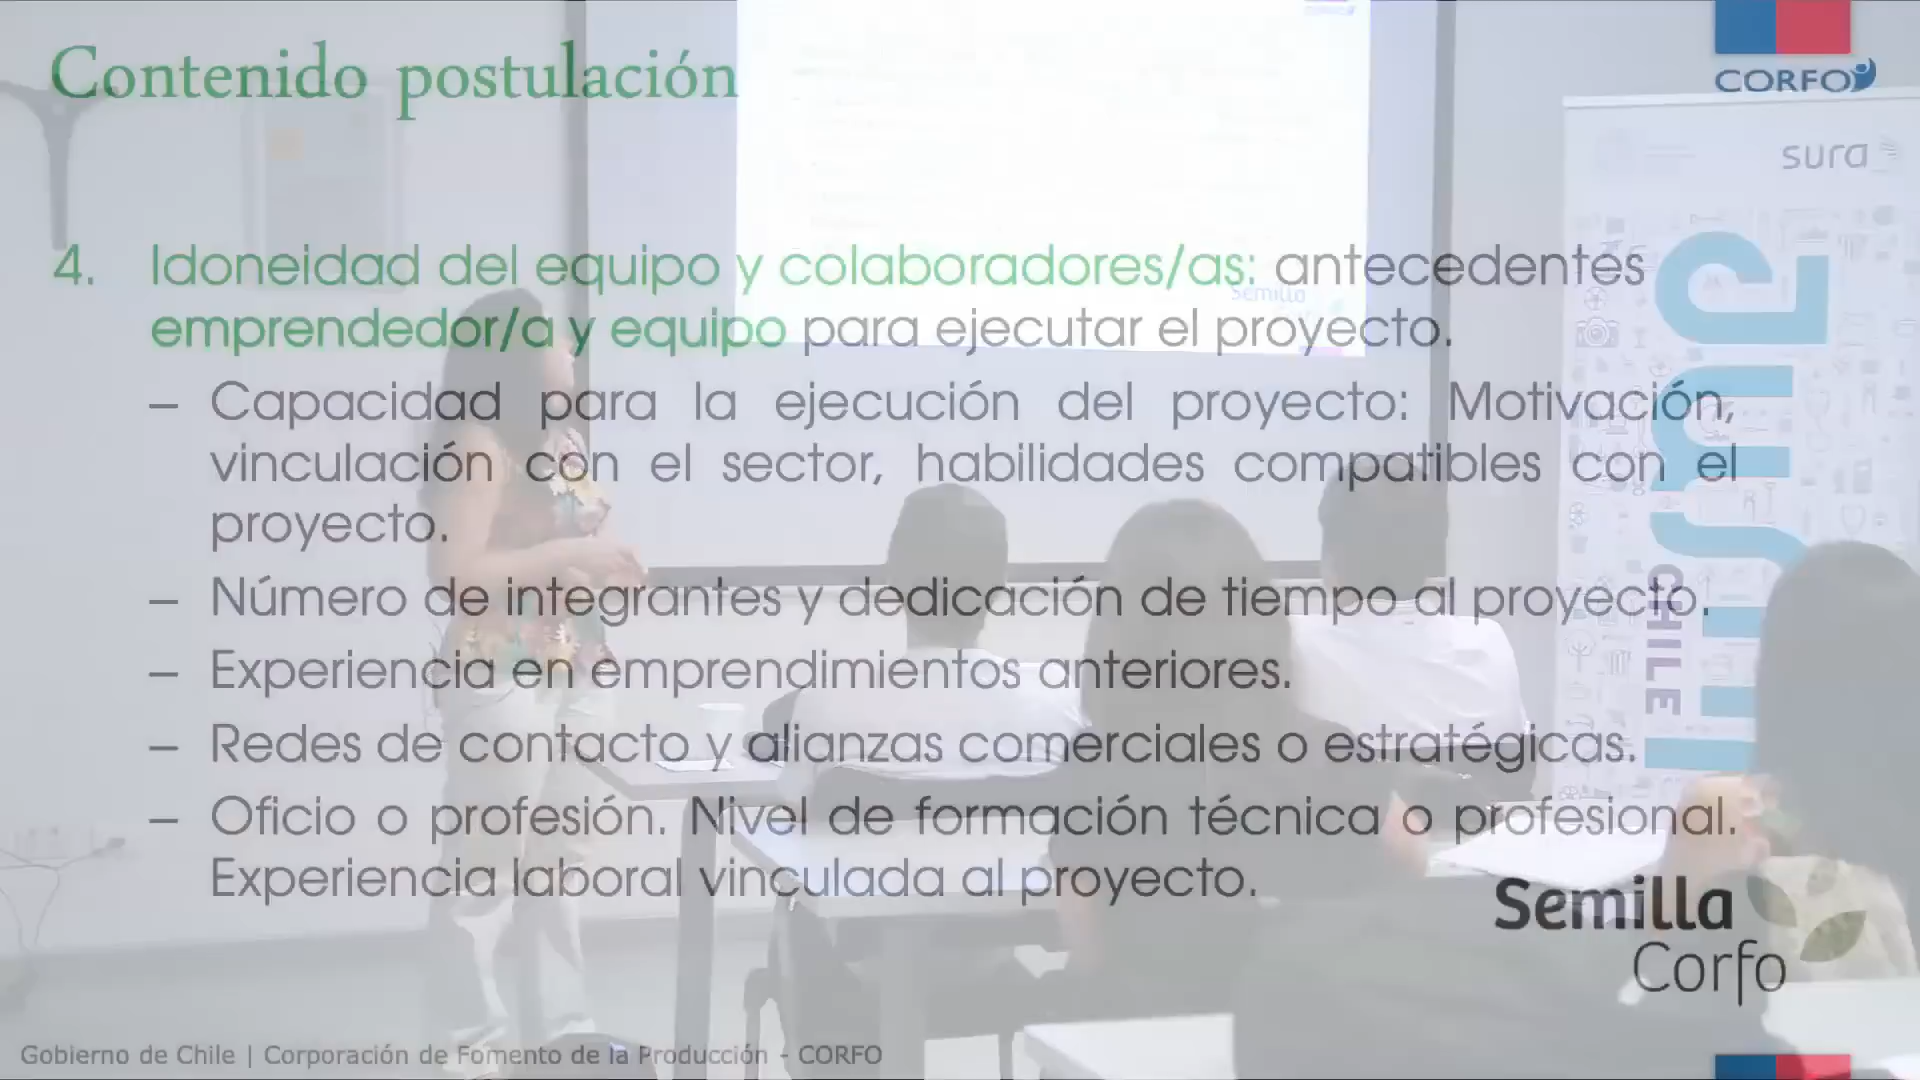 Contenido postulación
CORFO
sura
4. Idoneidad del equipo y colaboradores/as: antecedentes
emprendedor/a y equipo para ejecutar el proyecto.
Semilla
– Capacidad para la ejecución del proyecto: Motivación,
vinculación con el sector, habilidades compatibles con el
proyecto.
– Número de integrantes y dedicación de tiempo al proyecto.
– Experiencia en emprendimientos anteriores.
– Redes de contacto y alianzas comerciales o estratégicas.
– Oficio o profesión. Nivel de formación técnica o profesional.
Experiencia laboral vinculada al proyecto.
CHILE
Semilla
Corfo
Gobierno de Chile | Corporación de Fomento de la Producción - CORFO